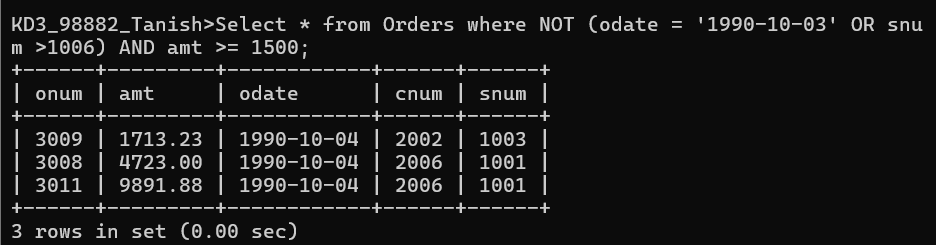 KD3_98882_Tanish>Select * from Orders where NOT (odate = '1990-10-03' OR snu
m >1006) AND amt >= 1500;
+------+---------+------------+------+------+
| onum | amt     | odate      | cnum | snum |
+------+---------+------------+------+------+
| 3009 | 1713.23 | 1990-10-04 | 2002 | 1003 |
| 3008 | 4723.00 | 1990-10-04 | 2006 | 1001 |
| 3011 | 9891.88 | 1990-10-04 | 2006 | 1001 |
+------+---------+------------+------+------+
3 rows in set (0.00 sec)